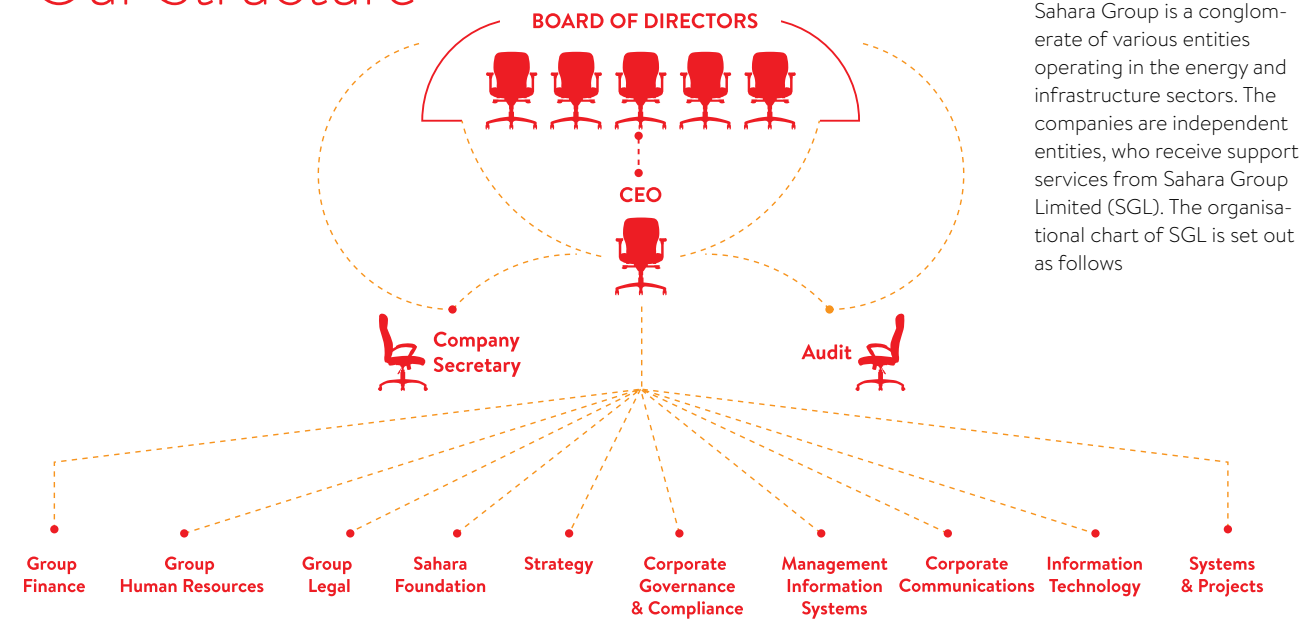 Our Structure
BOARD OF DIRECTORS
CEO
Company
Secretary
Audit
Group
Finance
Group
Human Resources
Group
Legal
Sahara
Foundation
Strategy
Corporate
Governance
& Compliance
Management
Information
Systems
Corporate
Communications
Information
Technology
Systems
& Projects
Sahara Group is a conglom-
erate of various entities
operating in the energy and
infrastructure sectors. The
companies are independent
entities, who receive support
services from Sahara Group
Limited (SGL). The organisa-
tional chart of SGL is set out
as follows